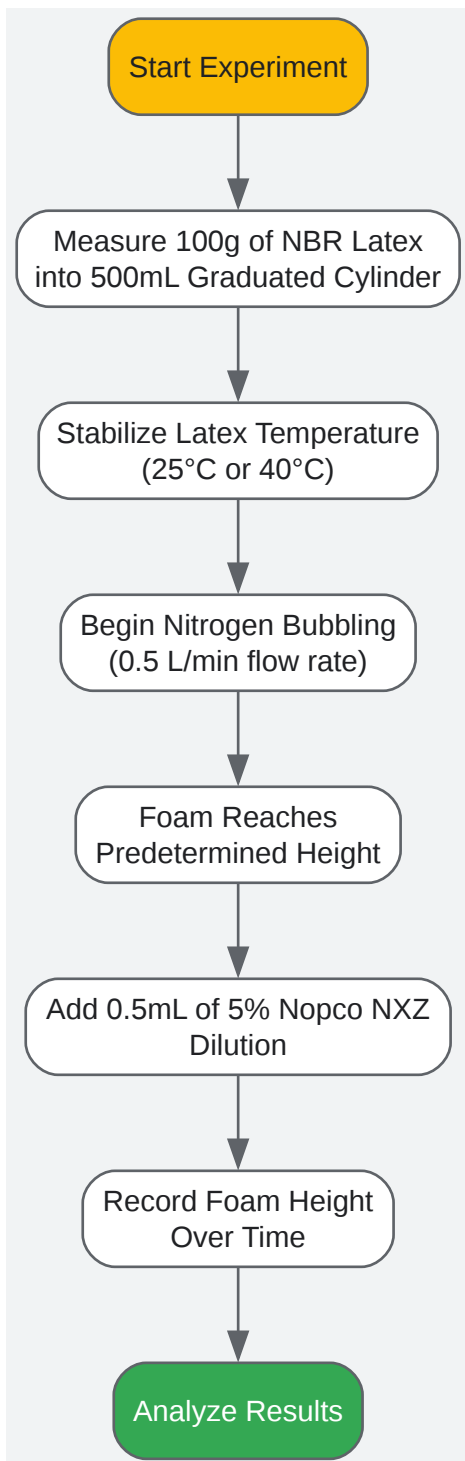 Start Experiment
Measure 100g of NBR Latex
into 500mL Graduated Cylinder
Stabilize Latex Temperature
(25°C or 40°C)
Begin Nitrogen Bubbling
(0.5 L/min flow rate)
Foam Reaches
Predetermined Height
Add 0.5mL of 5% Nopco NXZ
Dilution
Record Foam Height
Over Time
Analyze Results